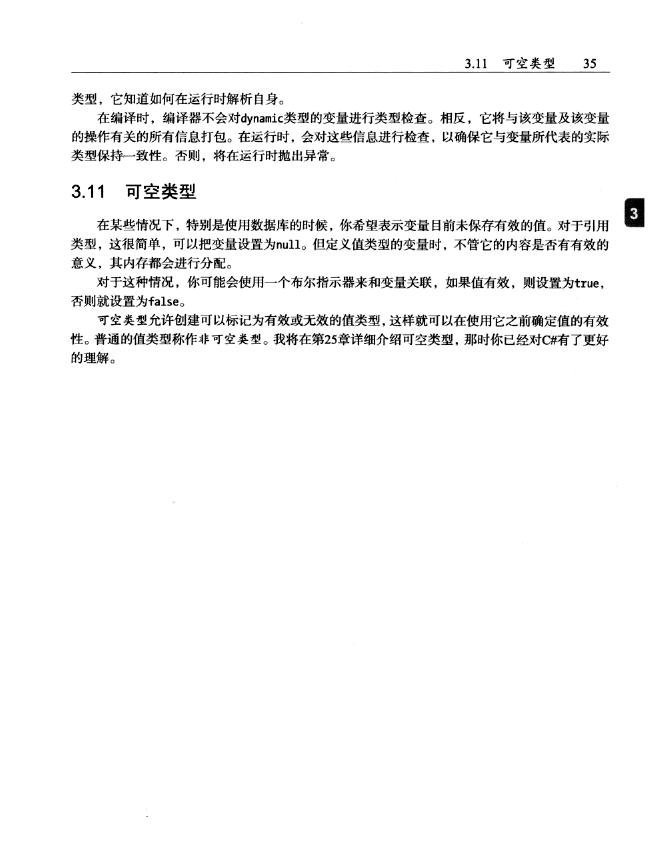 3.11 可空类型 35
类型，它知道如何在运行时解析自身。
在编译时，编译器不会对dynamic类型的变量进行类型检查。相反，它将与该变量及该变量
的操作有关的所有信息打包。在运行时，会对这些信息进行检查，以确保它与变量所代表的实际
类型保持一致性。否则，将在运行时抛出异常。
3.11 可空类型
3
在某些情况下，特别是使用数据库的时候，你希望表示变量目前未保存有效的值。对于引用
类型，这很简单，可以把变量设置为null。但定义值类型的变量时，不管它的内容是否有有效的
意义，其内存都会进行分配。
对于这种情况，你可能会使用一个布尔指示器来和变量关联，如果值有效，则设置为true，
否则就设置为false。
可空类型允许创建可以标记为有效或无效的值类型，这样就可以在使用它之前确定值的有效
性。普通的值类型称作非可空类型。我将在第25章详细介绍可空类型，那时你已经对C#有了更好
的理解。